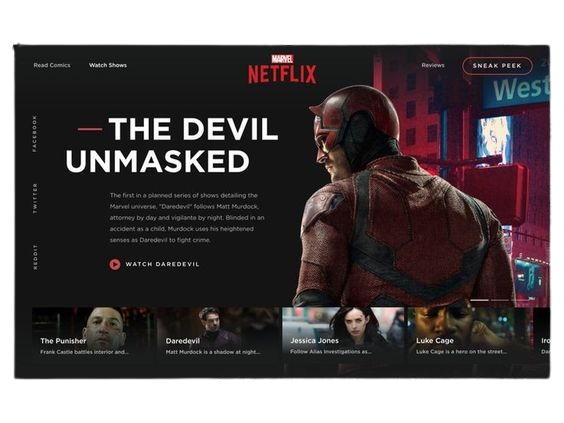 Read Comics
Watch Shows
MARVEL
NETFLIX
Reviews
SNEAK PEEK
West
FACEBOOK
TWITTER
REDDIT
THE DEVIL
UNMASKED
The first in a planned series of shows detailing the
Marvel universe, "Daredevil" follows Matt Murdock,
attorney by day and vigilante by night. Blinded in an
accident as a child, Murdock uses his heightened
senses as Daredevil to fight crime.
WATCH DAREDEVIL
The Punisher
Frank Castle battles interior and...
Daredevil
Matt Murdock is a shadow at night...
Jessica Jones
Follow Alias Investigations as...
Luke Cage
Luke Cage is a hero on the street...
Iro